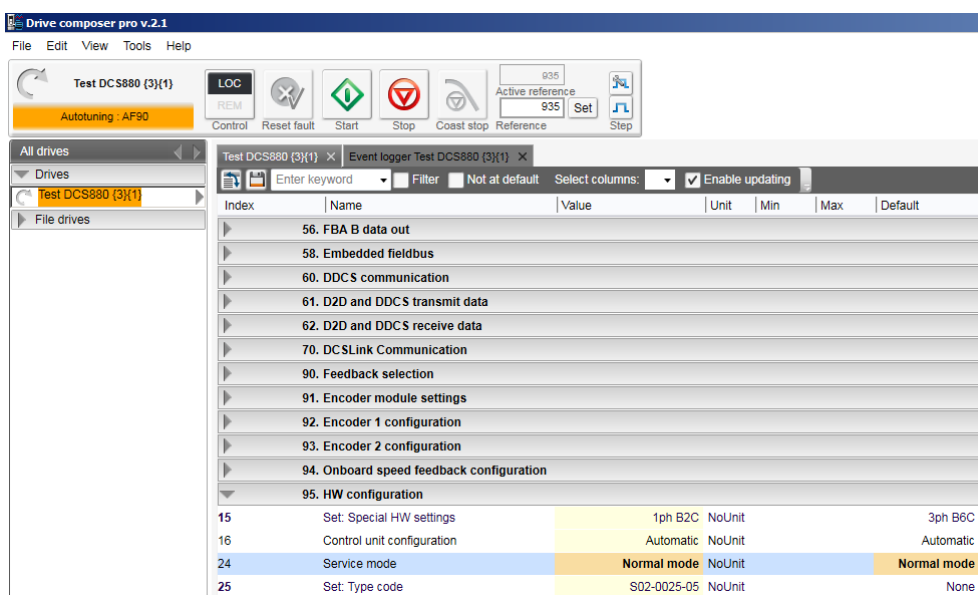 Drive composer pro v.2.1
File Edit View Tools Help
Test DCS880 {3}{1}
Autotuning : AF90
LOC
REM
Control Reset fault Start Stop Coast stop Reference Step
935
Active reference
935 Set
All drives
Drives
Test DCS880 {3}{1}
File drives
Test DCS880 {3}{1} Event logger Test DCS880 {3}{1}
Enter keyword Filter Not at default Select columns: Enable updating
Index Name Value Unit Min Max Default
56. FBA B data out
58. Embedded fieldbus
60. DDCS communication
61. D2D and DDCS transmit data
62. D2D and DDCS receive data
70. DCSLink Communication
90. Feedback selection
91. Encoder module settings
92. Encoder 1 configuration
93. Encoder 2 configuration
94. Onboard speed feedback configuration
95. HW configuration
15 Set: Special HW settings 1ph B2C NoUnit 3ph B6C
16 Control unit configuration Automatic NoUnit Automatic
24 Service mode Normal mode NoUnit Normal mode
25 Set: Type code S02-0025-05 NoUnit None